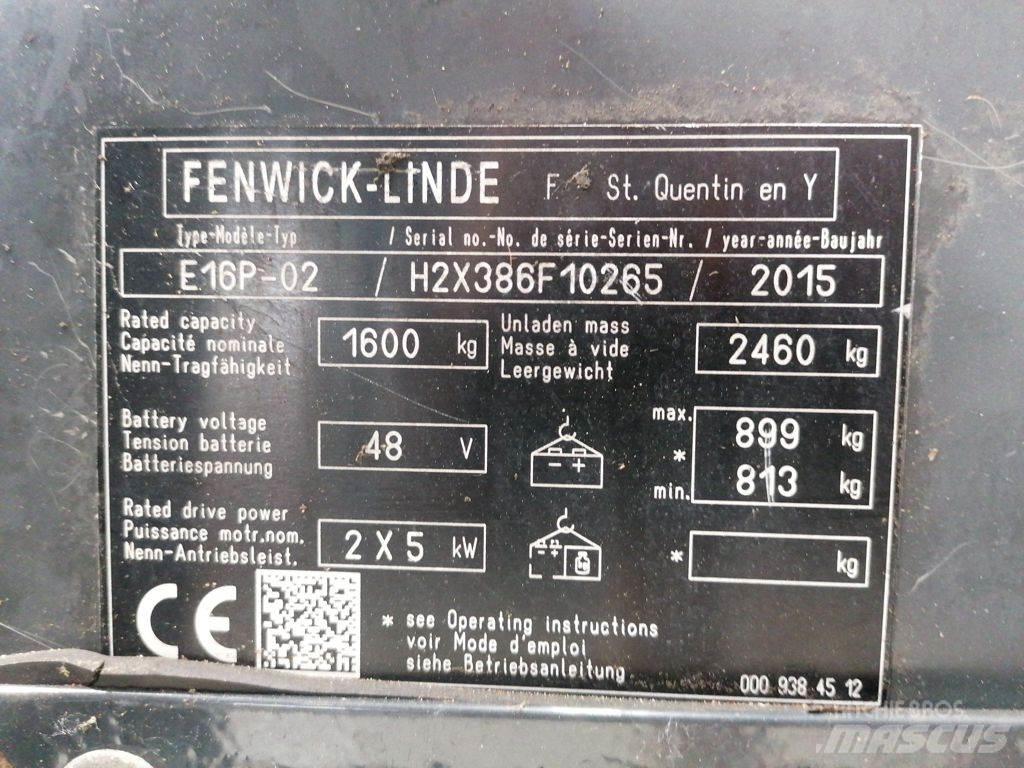 FENWICK-LINDE F St. Quentin en Y
Type-Modèle-Typ / Serial no.-No. de série-Serien-Nr. / year-année-Baujahr
E16P-02 / H2X386F10265 / 2015
Rated capacity
Capacité nominale
Nenn-Tragfähigkeit
1600 kg
Unladen mass
Masse à vide
Leergewicht
2460 kg
Battery voltage
Tension batterie
Batteriespannung
48 V
- +
max. 899 kg
*
min. 813 kg
Rated drive power
Puissance motr.nom.
Nenn-Antriebsleist.
2 X 5 kW
* kg
CE
* see Operating instructions
voir Mode d'emploi
siehe Betriebsanleitung
000 938 45 12
RITCHIE BROS
MASCUS